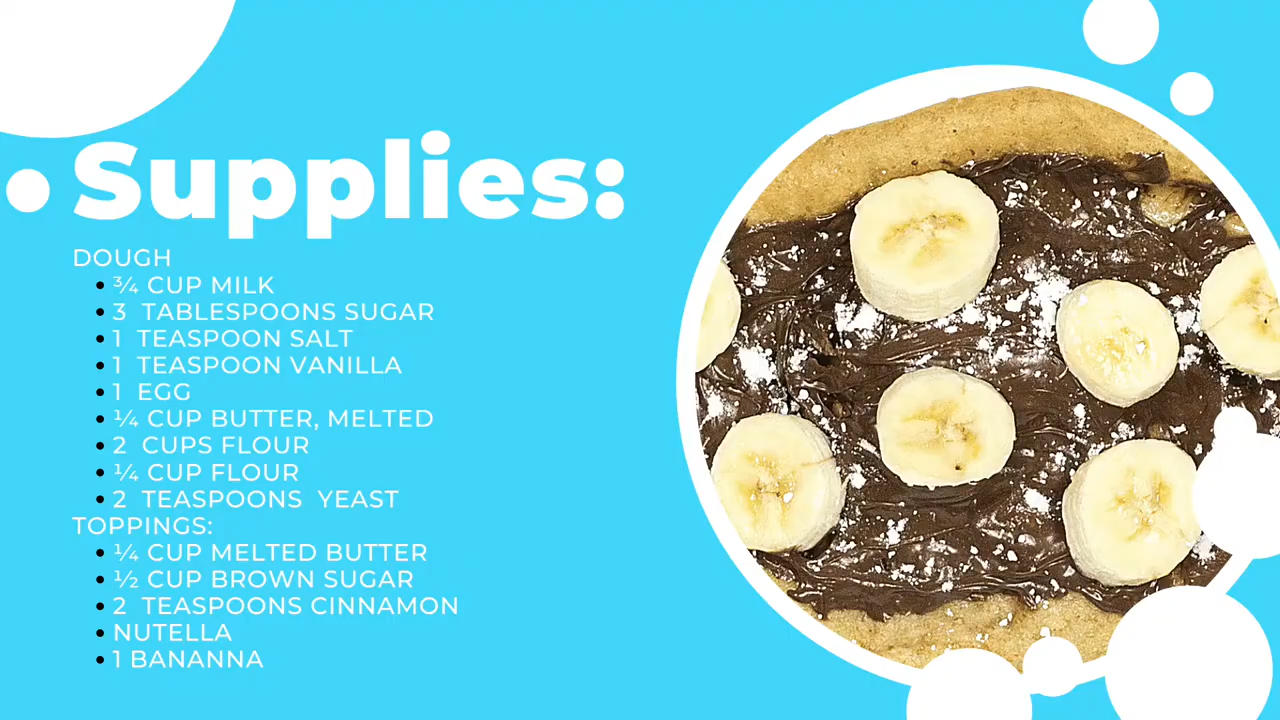 Supplies:
DOUGH
¾ CUP MILK
3 TABLESPOONS SUGAR
1 TEASPOON SALT
1 TEASPOON VANILLA
1 EGG
¼ CUP BUTTER, MELTED
2 CUPS FLOUR
¼ CUP FLOUR
2 TEASPOONS YEAST
TOPPINGS:
¼ CUP MELTED BUTTER
½ CUP BROWN SUGAR
2 TEASPOONS CINNAMON
NUTELLA
1 BANANNA